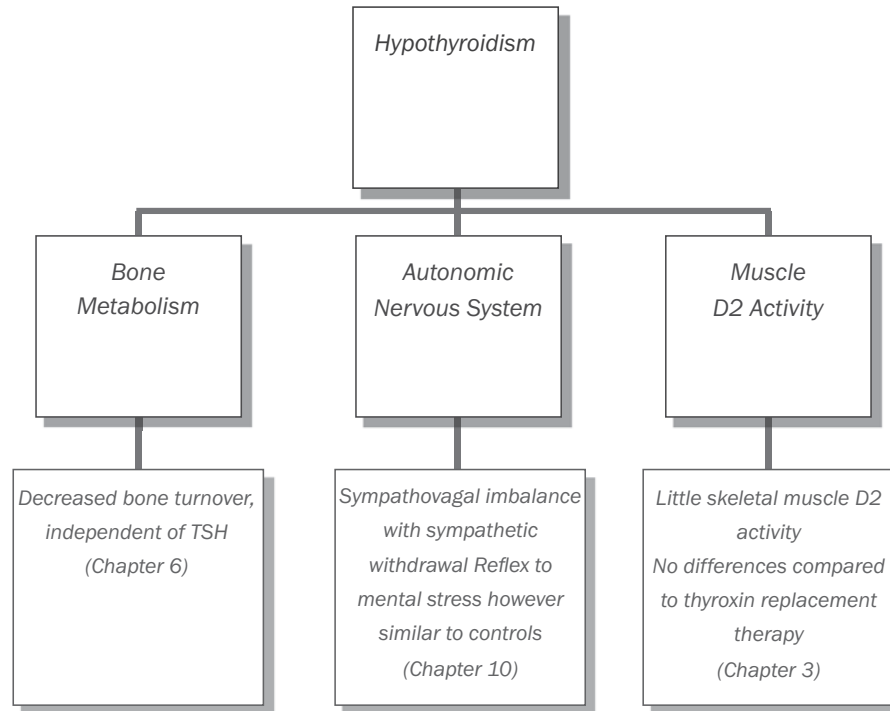 Hypothyroidism
Bone
Metabolism
Autonomic
Nervous System
Muscle
D2 Activity
Decreased bone turnover,
independent of TSH
(Chapter 6)
Sympathovagal imbalance
with sympathetic
withdrawal Reflex to
mental stress however
similar to controls
(Chapter 10)
Little skeletal muscle D2
activity
No differences compared
to thyroxin replacement
therapy
(Chapter 3)